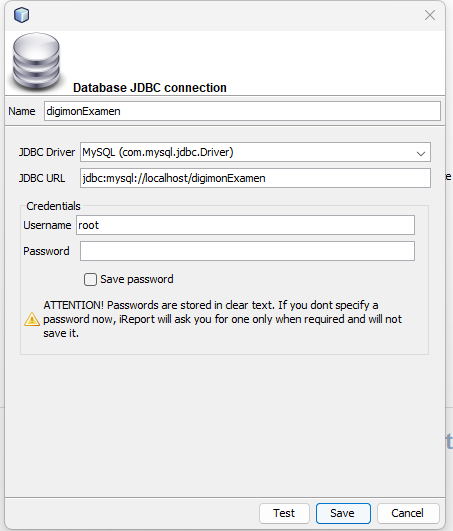 Database JDBC connection
Name digimonExamen
JDBC Driver MySQL (com.mysql.jdbc.Driver)
JDBC URL jdbc:mysql://localhost/digimonExamen
Credentials
Username root
Password
Save password
ATTENTION! Passwords are stored in clear text. If you dont specify a
password now, iReport will ask you for one only when required and will not
save it.
Test Save Cancel